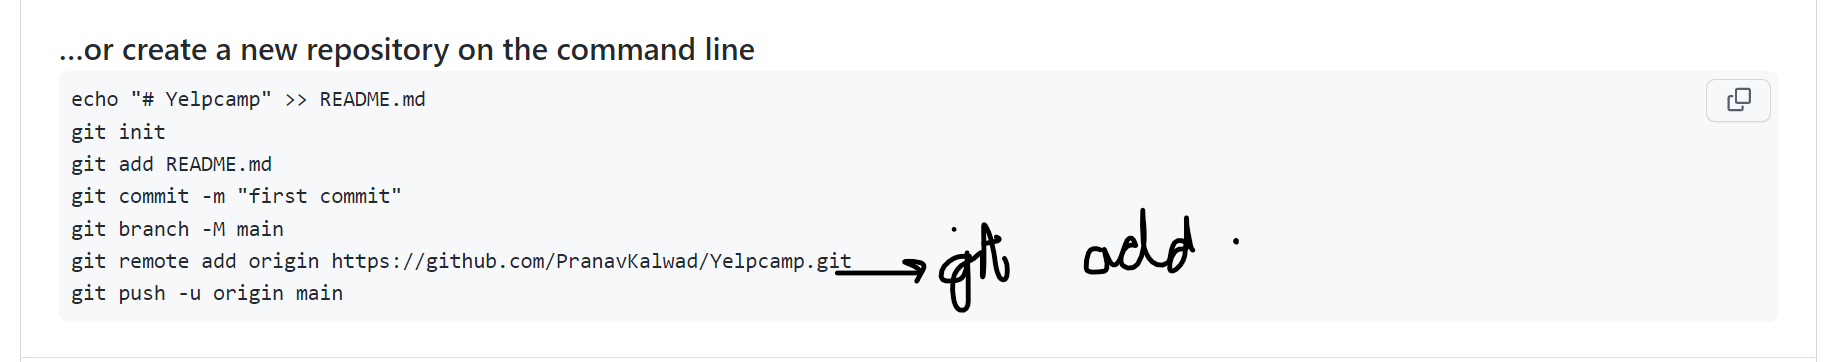 ...or create a new repository on the command line
echo "# Yelpcamp" >> README.md
git init
git add README.md
git commit -m "first commit"
git branch -M main
git remote add origin https://github.com/PranavKalwad/Yelpcamp.git → git add .
git push -u origin main